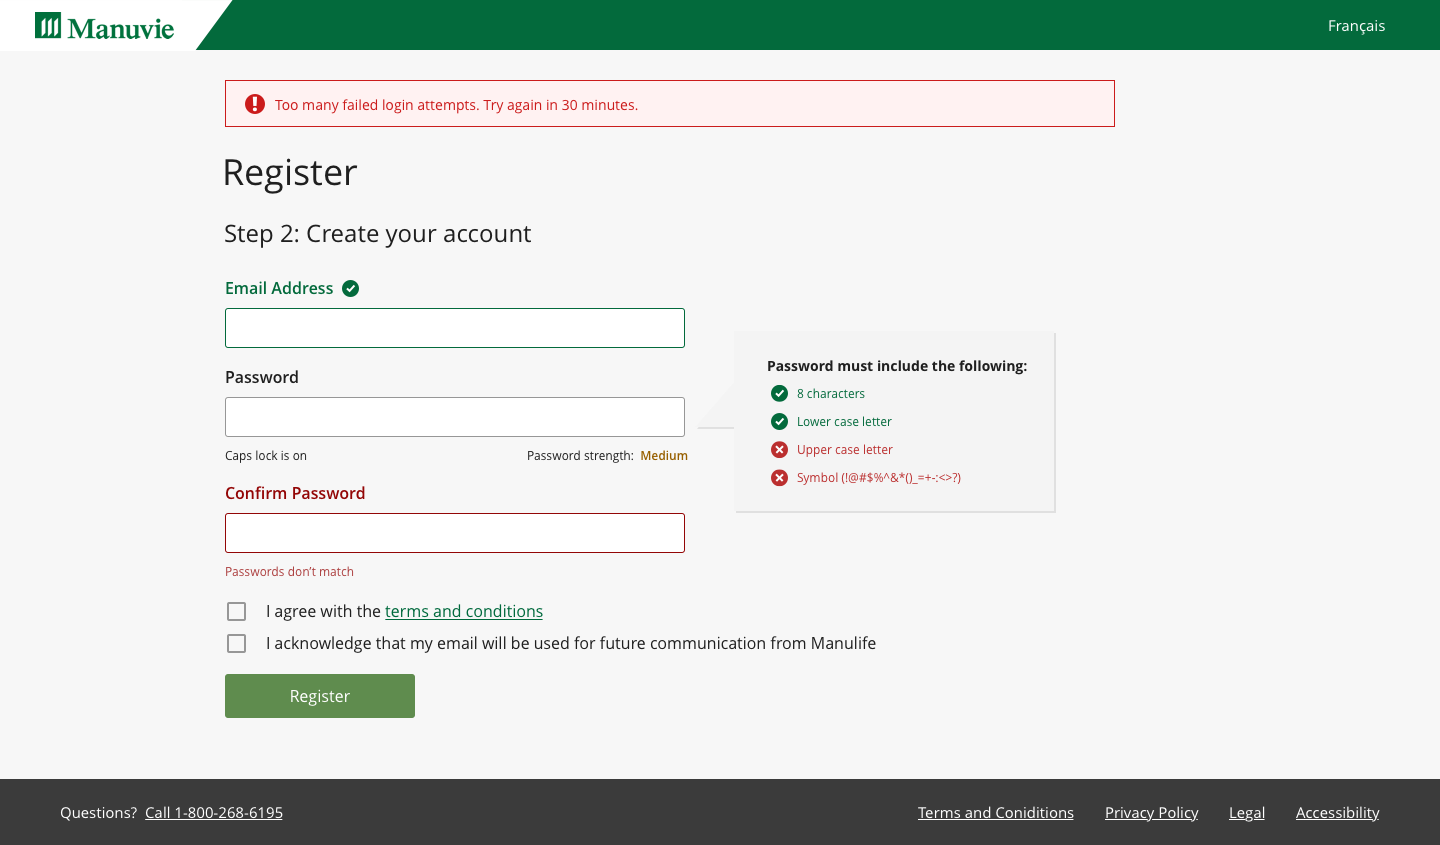 Manuvie
Français
Too many failed login attempts. Try again in 30 minutes.
Register
Step 2: Create your account
Email Address
Password
Caps lock is on
Password strength: Medium
Password must include the following:
8 characters
Lower case letter
Upper case letter
Symbol (!@#$%^&*()_=+-:<>?)
Confirm Password
Passwords don’t match
I agree with the terms and conditions
I acknowledge that my email will be used for future communication from Manulife
Register
Questions? Call 1-800-268-6195
Terms and Coniditions Privacy Policy Legal Accessibility